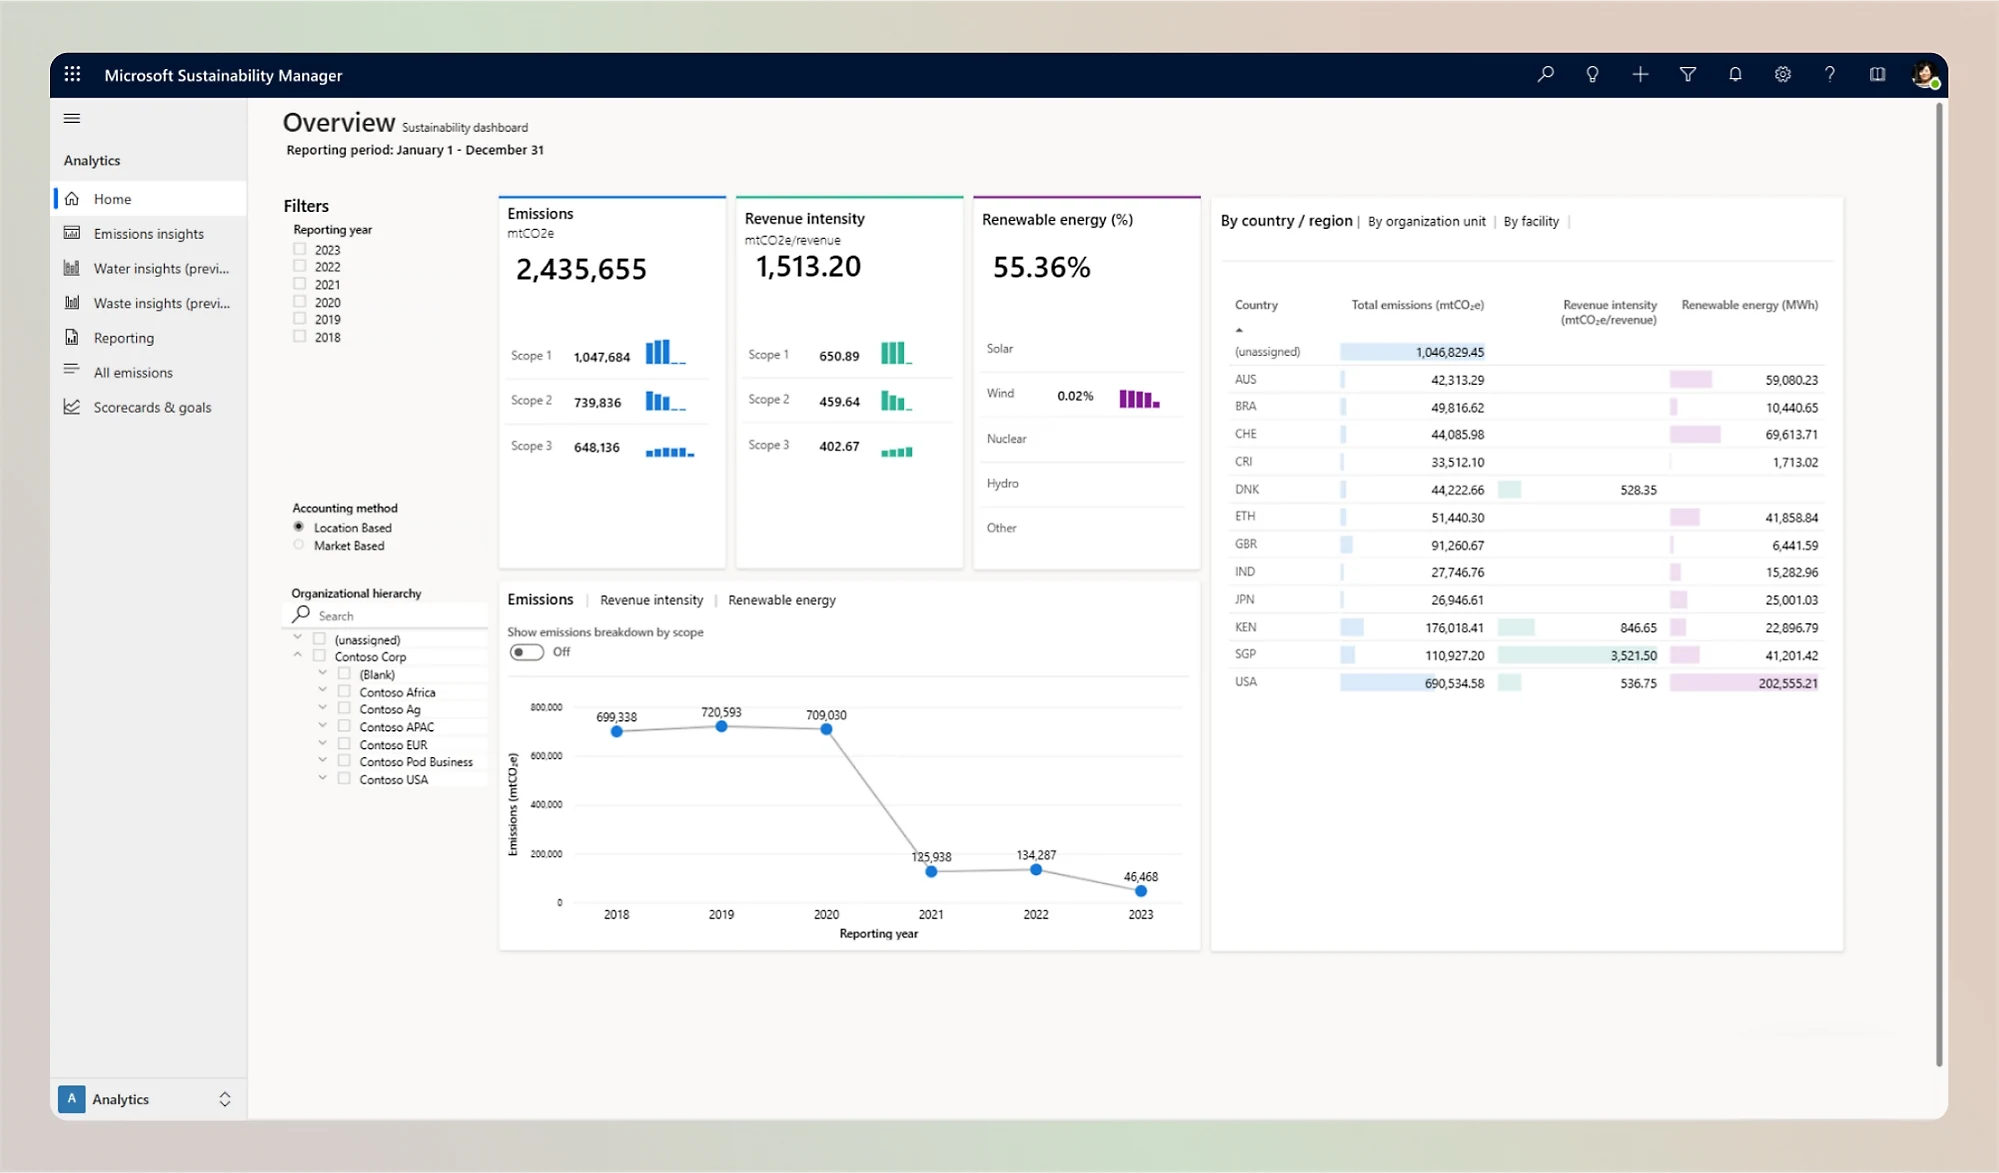 Microsoft Sustainability Manager
Analytics
Home
Emissions insights
Water insights (previ...
Waste insights (previ...
Reporting
All emissions
Scorecards & goals
A Analytics
Overview Sustainability dashboard
Reporting period: January 1 - December 31
Filters
Reporting year
2023
2022
2021
2020
2019
2018
Accounting method
Location Based
Market Based
Organizational hierarchy
Search
(unassigned)
Contoso Corp
(Blank)
Contoso Africa
Contoso Ag
Contoso APAC
Contoso EUR
Contoso Pod Business
Contoso USA
Emissions
mtCO2e
2,435,655
Scope 1 1,047,684
Scope 2 739,836
Scope 3 648,136
Revenue intensity
mtCO2e/revenue
1,513.20
Scope 1 650.89
Scope 2 459.64
Scope 3 402.67
Renewable energy (%)
55.36%
Solar
Wind 0.02%
Nuclear
Hydro
Other
Emissions | Revenue intensity | Renewable energy
Show emissions breakdown by scope
Off
Emissions (mtCO₂e)
800,000
600,000
400,000
200,000
0
699,338
720,593
709,030
125,938
134,287
46,468
2018 2019 2020 2021 2022 2023
Reporting year
By country / region | By organization unit | By facility |
Country Total emissions (mtCO₂e) Revenue intensity (mtCO₂e/revenue) Renewable energy (MWh)
(unassigned) 1,046,829.45
AUS 42,313.29 59,080.23
BRA 49,816.62 10,440.65
CHE 44,085.98 69,613.71
CRI 33,512.10 1,713.02
DNK 44,222.66 528.35
ETH 51,440.30 41,858.84
GBR 91,260.67 6,441.59
IND 27,746.76 15,282.96
JPN 26,946.61 25,001.03
KEN 176,018.41 846.65 22,896.79
SGP 110,927.20 3,521.50 41,201.42
USA 690,534.58 536.75 202,555.21